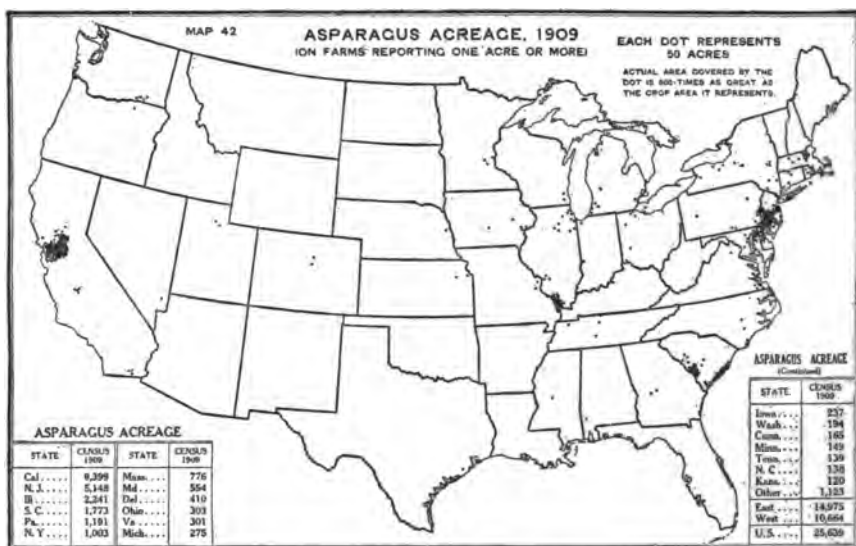 MAP 42
ASPARAGUS ACREAGE, 1909
(ON FARMS REPORTING ONE ACRE OR MORE)
EACH DOT REPRESENTS
50 ACRES
ACTUAL AREA COVERED BY THE
DOT IS TIMES AS GREAT AS
THE CROP AREA IT REPRESENTS.
ASPARAGUS ACREAGE
STATE CENSUS 1909 STATE CENSUS 1909
Cal..... 9,399 Mass.... 776
N. J..... 5,148 Md..... 554
Ill...... 2,241 Del..... 410
S. C..... 1,773 Ohio.... 303
Pa...... 1,191 Va..... 301
N. Y.... 1,003 Mich.... 275
ASPARAGUS ACREAGE
(Continued)
STATE CENSUS 1909
Iowa.... 237
Wash.... 194
Conn.... 165
Minn.... 149
Tenn.... 139
N. C.... 138
Kans.... 120
Other... 1,123
East.... 14,975
West... 10,664
U.S..... 25,639